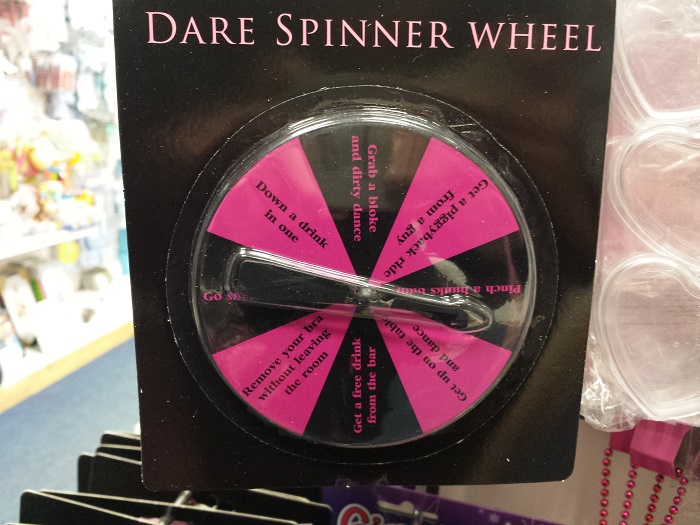 DARE SPINNER WHEEL
Grab a bloke
and dirty dance
Get a piggyback ride
from a guy
Pinch a hunks bum
Get up on the table
and dance
Get a free drink
from the bar
Remove your bra
without leaving
the room
Go
Down a drink
in one